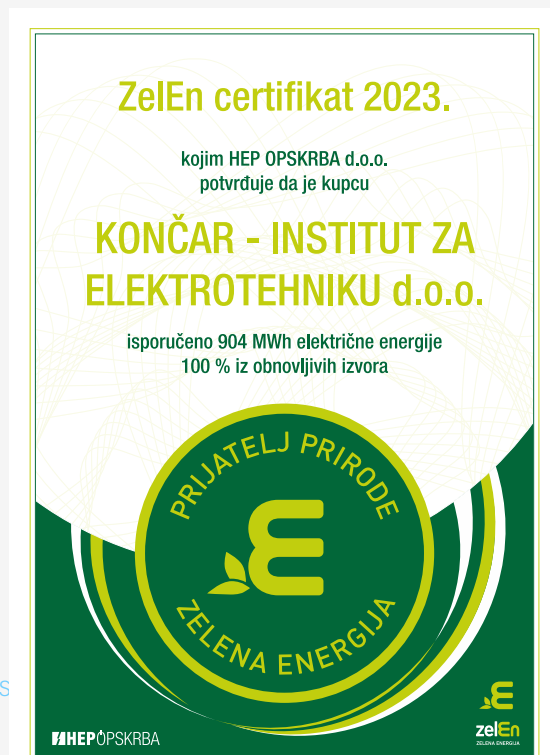 ZelEn certifikat 2023.
kojim HEP OPSKRBA d.o.o.
potvrđuje da je kupcu
KONČAR - INSTITUT ZA
ELEKTROTEHNIKU d.o.o.
isporučeno 904 MWh električne energije
100 % iz obnovljivih izvora
PRIJATELJ PRIRODE
ZELENA ENERGIJA
S
HEP OPSKRBA
zelEn
ZELENA ENERGIJA